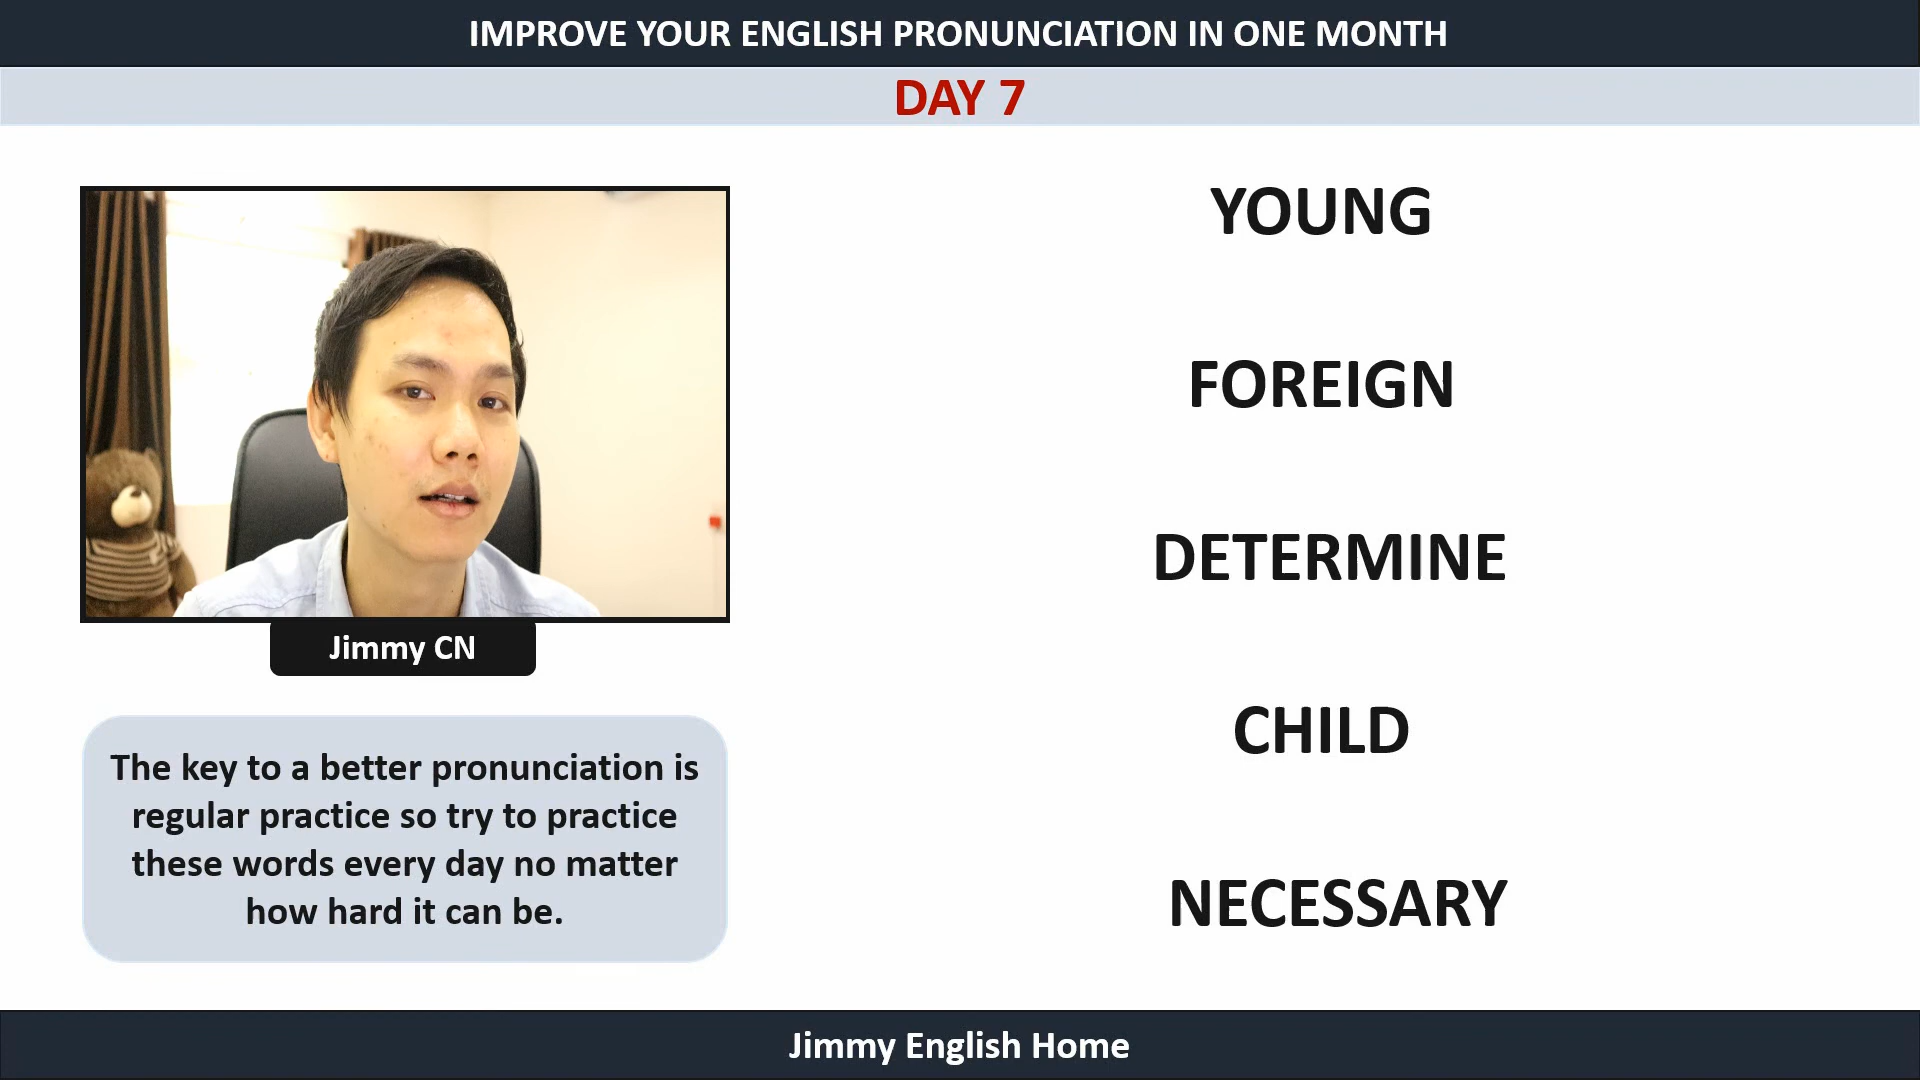 IMPROVE YOUR ENGLISH PRONUNCIATION IN ONE MONTH
DAY 7
Jimmy CN
The key to a better pronunciation is
regular practice so try to practice
these words every day no matter
how hard it can be.
YOUNG
FOREIGN
DETERMINE
CHILD
NECESSARY
Jimmy English Home